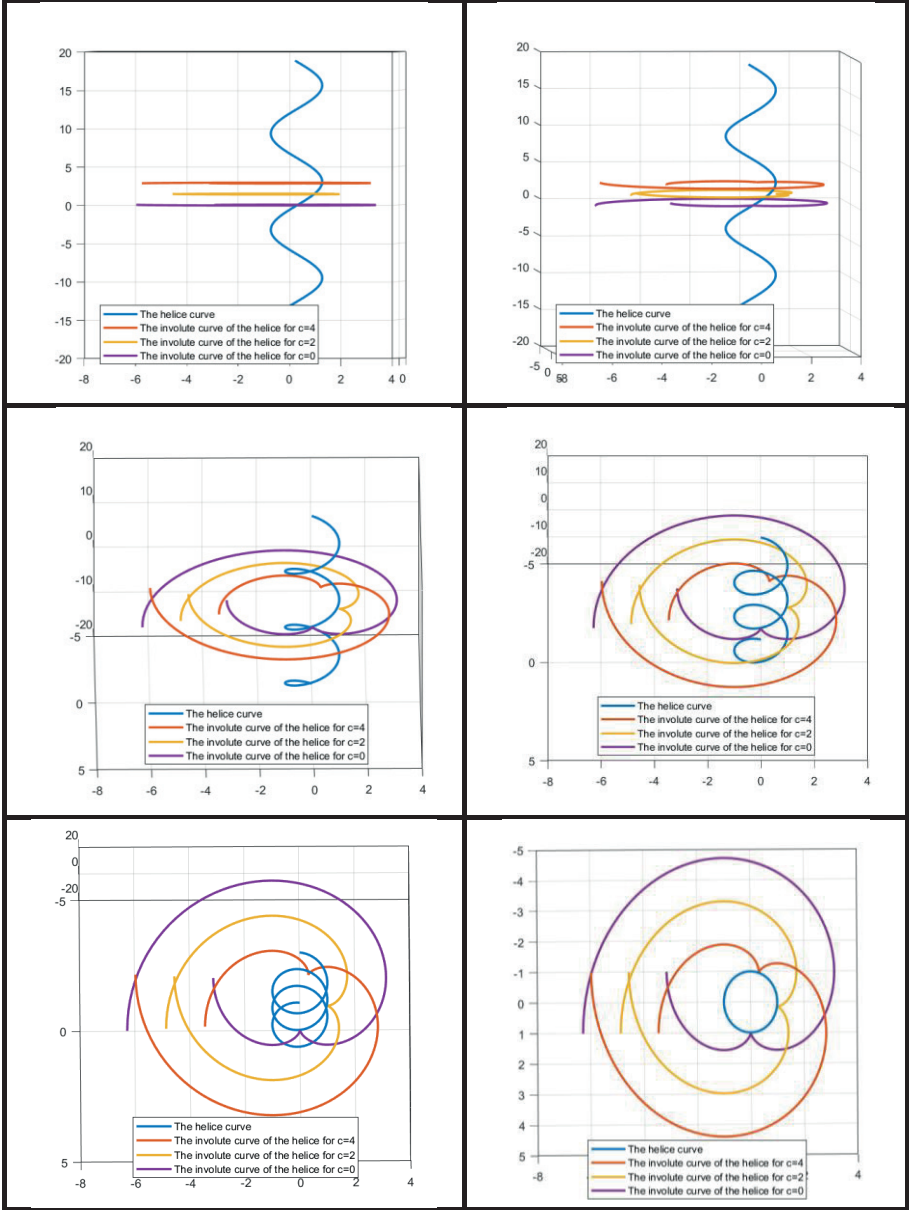 20
15
10
5
0
-5
-10
-15
-20
The helice curve
The involute curve of the helice for c=4
The involute curve of the helice for c=2
The involute curve of the helice for c=0
-8 -6 -4 -2 0 2 4 0
20
15
10
5
0
-5
-10
-15
-20
The helice curve
The involute curve of the helice for c=4
The involute curve of the helice for c=2
The involute curve of the helice for c=0
-5 0 -6 -4 -2 0 2 4
20
10
0
-10
-20
-5
0
5
The helice curve
The involute curve of the helice for c=4
The involute curve of the helice for c=2
The involute curve of the helice for c=0
-8 -6 -4 -2 0 2 4
20
10
0
-10
-20
-5
0
5
The helice curve
The involute curve of the helice for c=4
The involute curve of the helice for c=2
The involute curve of the helice for c=0
-8 -6 -4 -2 0 2 4
20
0
-20
-5
0
5
The helice curve
The involute curve of the helice for c=4
The involute curve of the helice for c=2
The involute curve of the helice for c=0
-8 -6 -4 -2 0 2 4
-5
-4
-3
-2
-1
0
1
2
3
4
5
The helice curve
The involute curve of the helice for c=4
The involute curve of the helice for c=2
The involute curve of the helice for c=0
-8 4